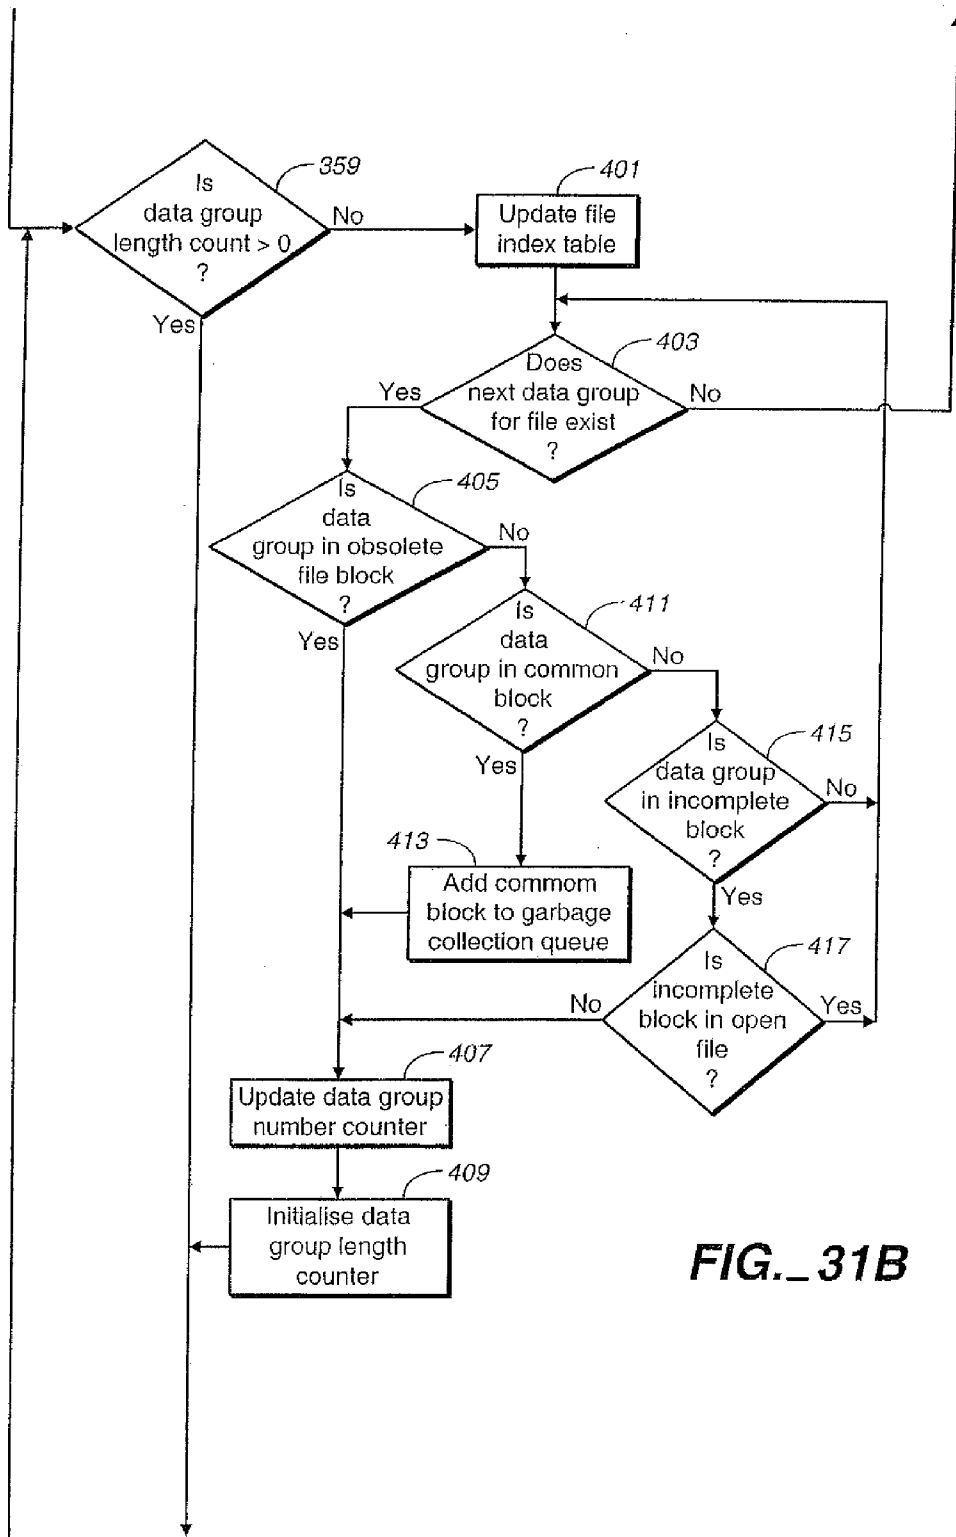 359
Is
data group
length count > 0
?
No
Yes
401
Update file
index table
403
Does
next data group
for file exist
?
Yes
No
405
Is
data
group in obsolete
file block
?
No
Yes
411
Is
data
group in common
block
?
No
Yes
415
Is
data group
in incomplete
block
?
No
Yes
413
Add commom
block to garbage
collection queue
417
Is
incomplete
block in open
file
?
No
Yes
407
Update data group
number counter
409
Initialise data
group length
counter
FIG._31B